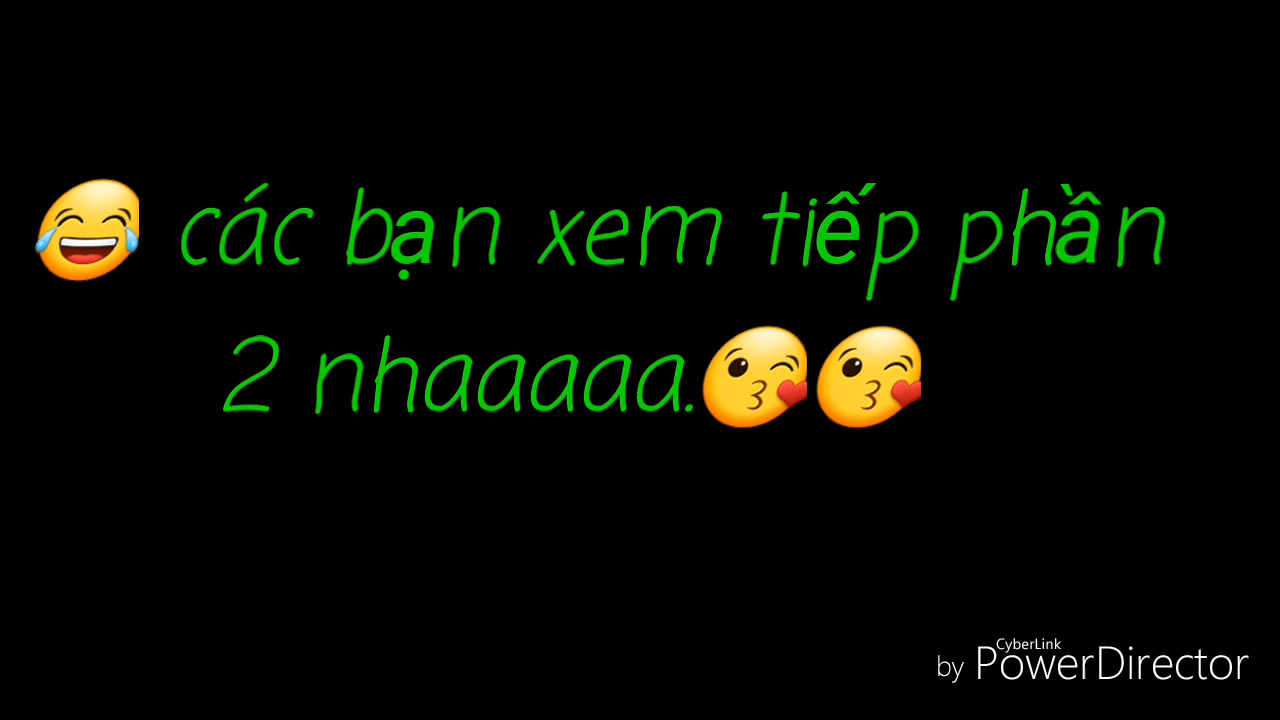 😂 các bạn xem tiếp phần
2 nhaaaaa.😘😘
CyberLink
by PowerDirector